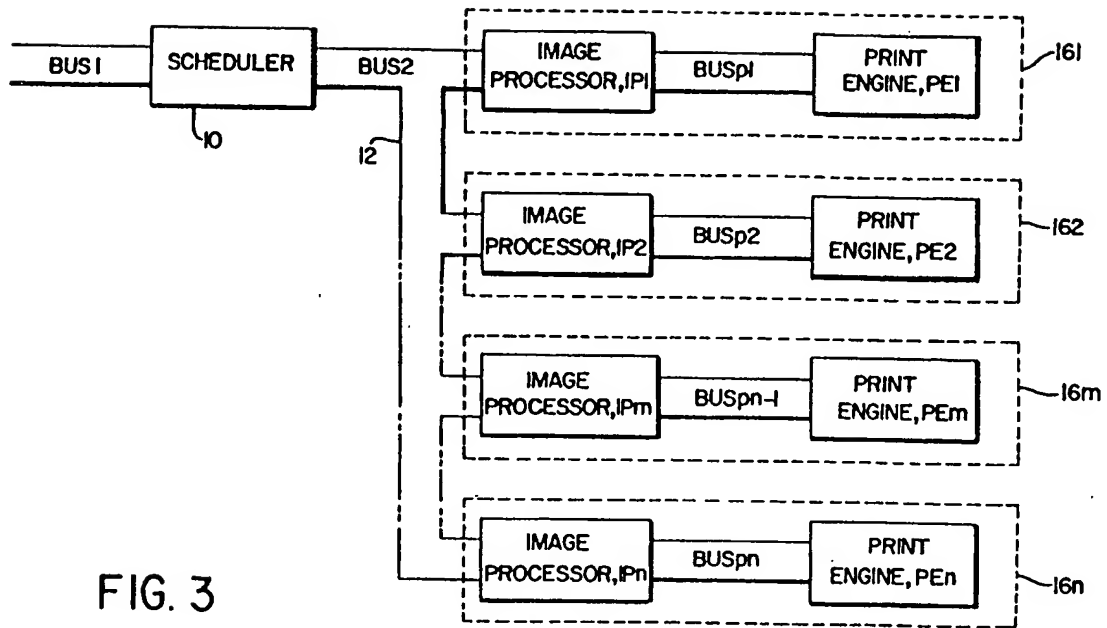 SCHEDULER
BUS1
BUS2
10
12
IMAGE
PROCESSOR,IP1
BUSp1
PRINT
ENGINE,PE1
161
IMAGE
PROCESSOR,IP2
BUSp2
PRINT
ENGINE,PE2
162
IMAGE
PROCESSOR,IPm
BUSpn-1
PRINT
ENGINE,PEm
16m
IMAGE
PROCESSOR,IPn
BUSpn
PRINT
ENGINE,PEn
16n
FIG. 3